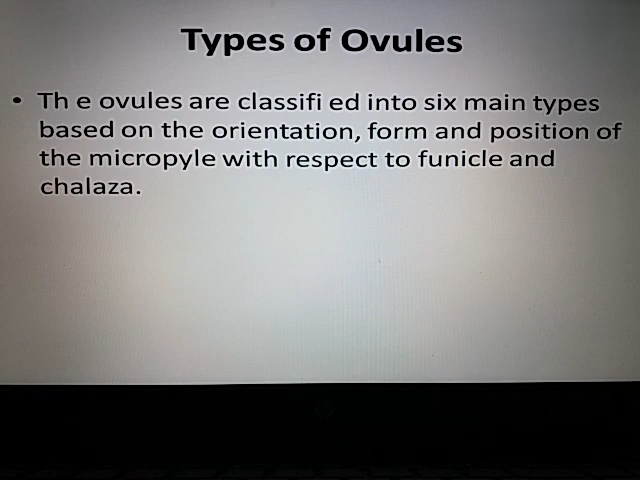 Types of Ovules
• Th e ovules are classifi ed into six main types
based on the orientation, form and position of
the micropyle with respect to funicle and
chalaza.